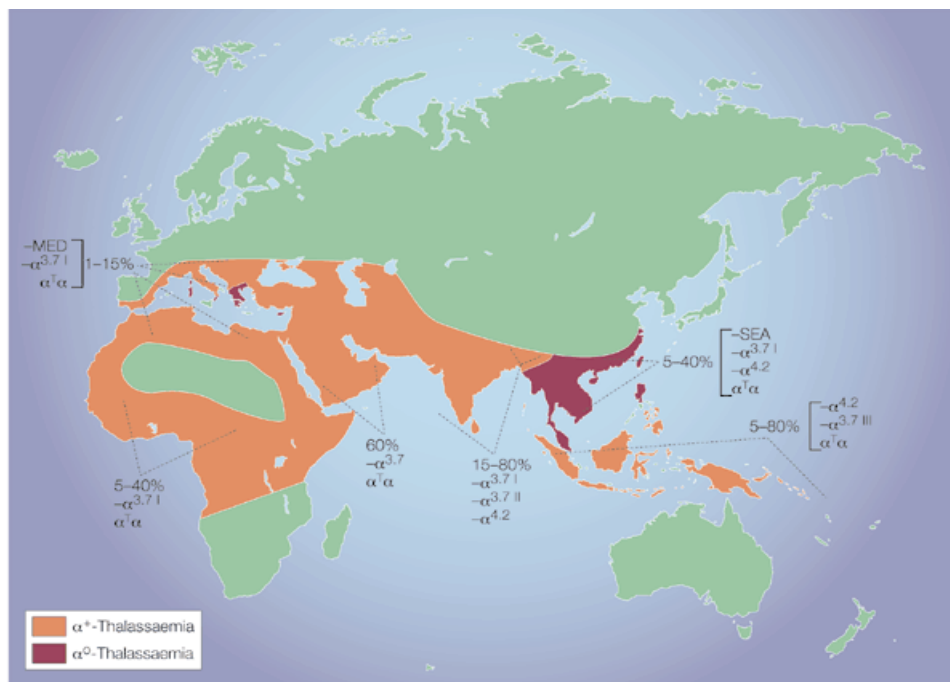 –MED
–α³·⁷ ᴵ
αᵀα
1–15%
5–40%
–α³·⁷ ᴵ
αᵀα
60%
–α³·⁷
αᵀα
15–80%
–α³·⁷ ᴵ
–α³·⁷ ᴵᴵ
–α⁴·²
5–40%
–SEA
–α³·⁷ ᴵ
–α⁴·²
αᵀα
5–80%
–α⁴·²
–α³·⁷ ᴵᴵᴵ
αᵀα
α⁺-Thalassaemia
α⁰-Thalassaemia